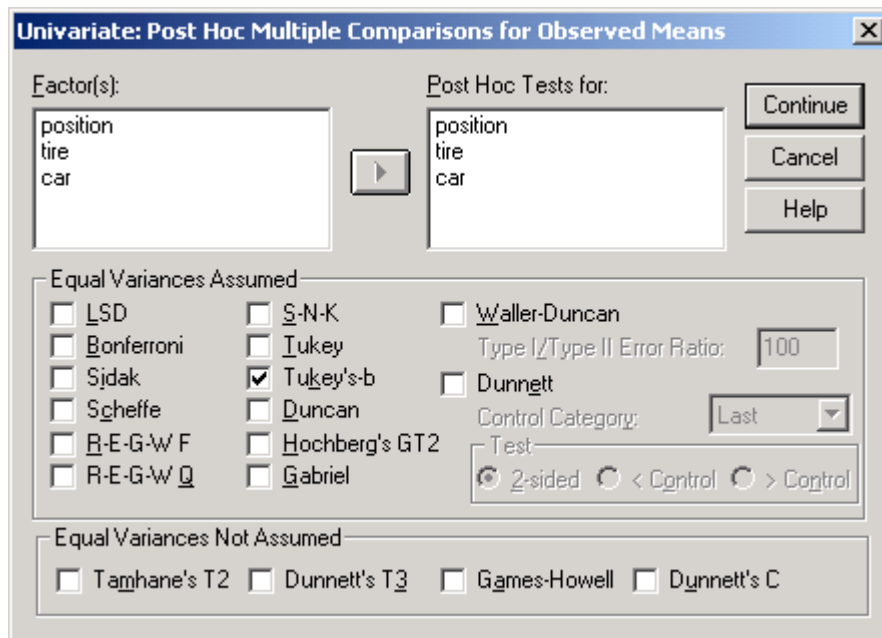 Univariate: Post Hoc Multiple Comparisons for Observed Means
Factor(s):
position
tire
car
Post Hoc Tests for:
position
tire
car
Continue
Cancel
Help
Equal Variances Assumed
LSD
Bonferroni
Sidak
Scheffe
R-E-G-W F
R-E-G-W Q
S-N-K
Tukey
Tukey's-b
Duncan
Hochberg's GT2
Gabriel
Waller-Duncan
Type I/Type II Error Ratio: 100
Dunnett
Control Category: Last
Test
2-sided < Control > Control
Equal Variances Not Assumed
Tamhane's T2 Dunnett's T3 Games-Howell Dunnett's C